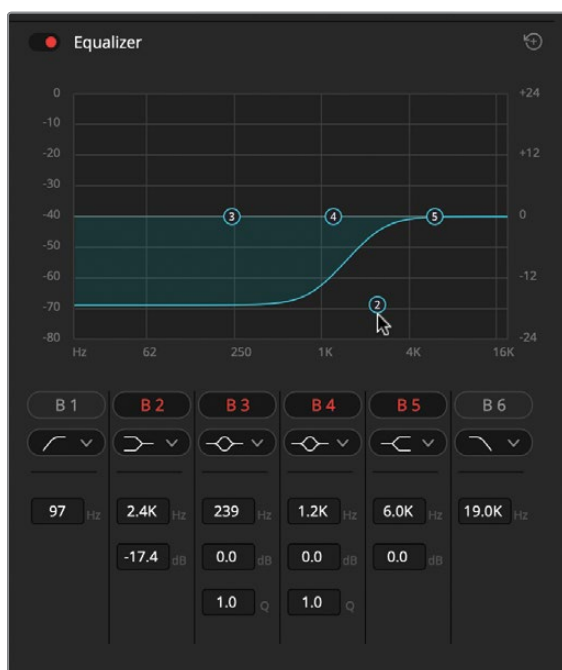 Equalizer
0 +24
-10
-20 +12
-30
-40 3 4 5 0
-50
-60 -12
-70 2
-80 -24
Hz 62 250 1K 4K 16K
B 1 B 2 B 3 B 4 B 5 B 6
97 Hz 2.4K Hz 239 Hz 1.2K Hz 6.0K Hz 19.0K Hz
-17.4 dB 0.0 dB 0.0 dB 0.0 dB
1.0 Q 1.0 Q